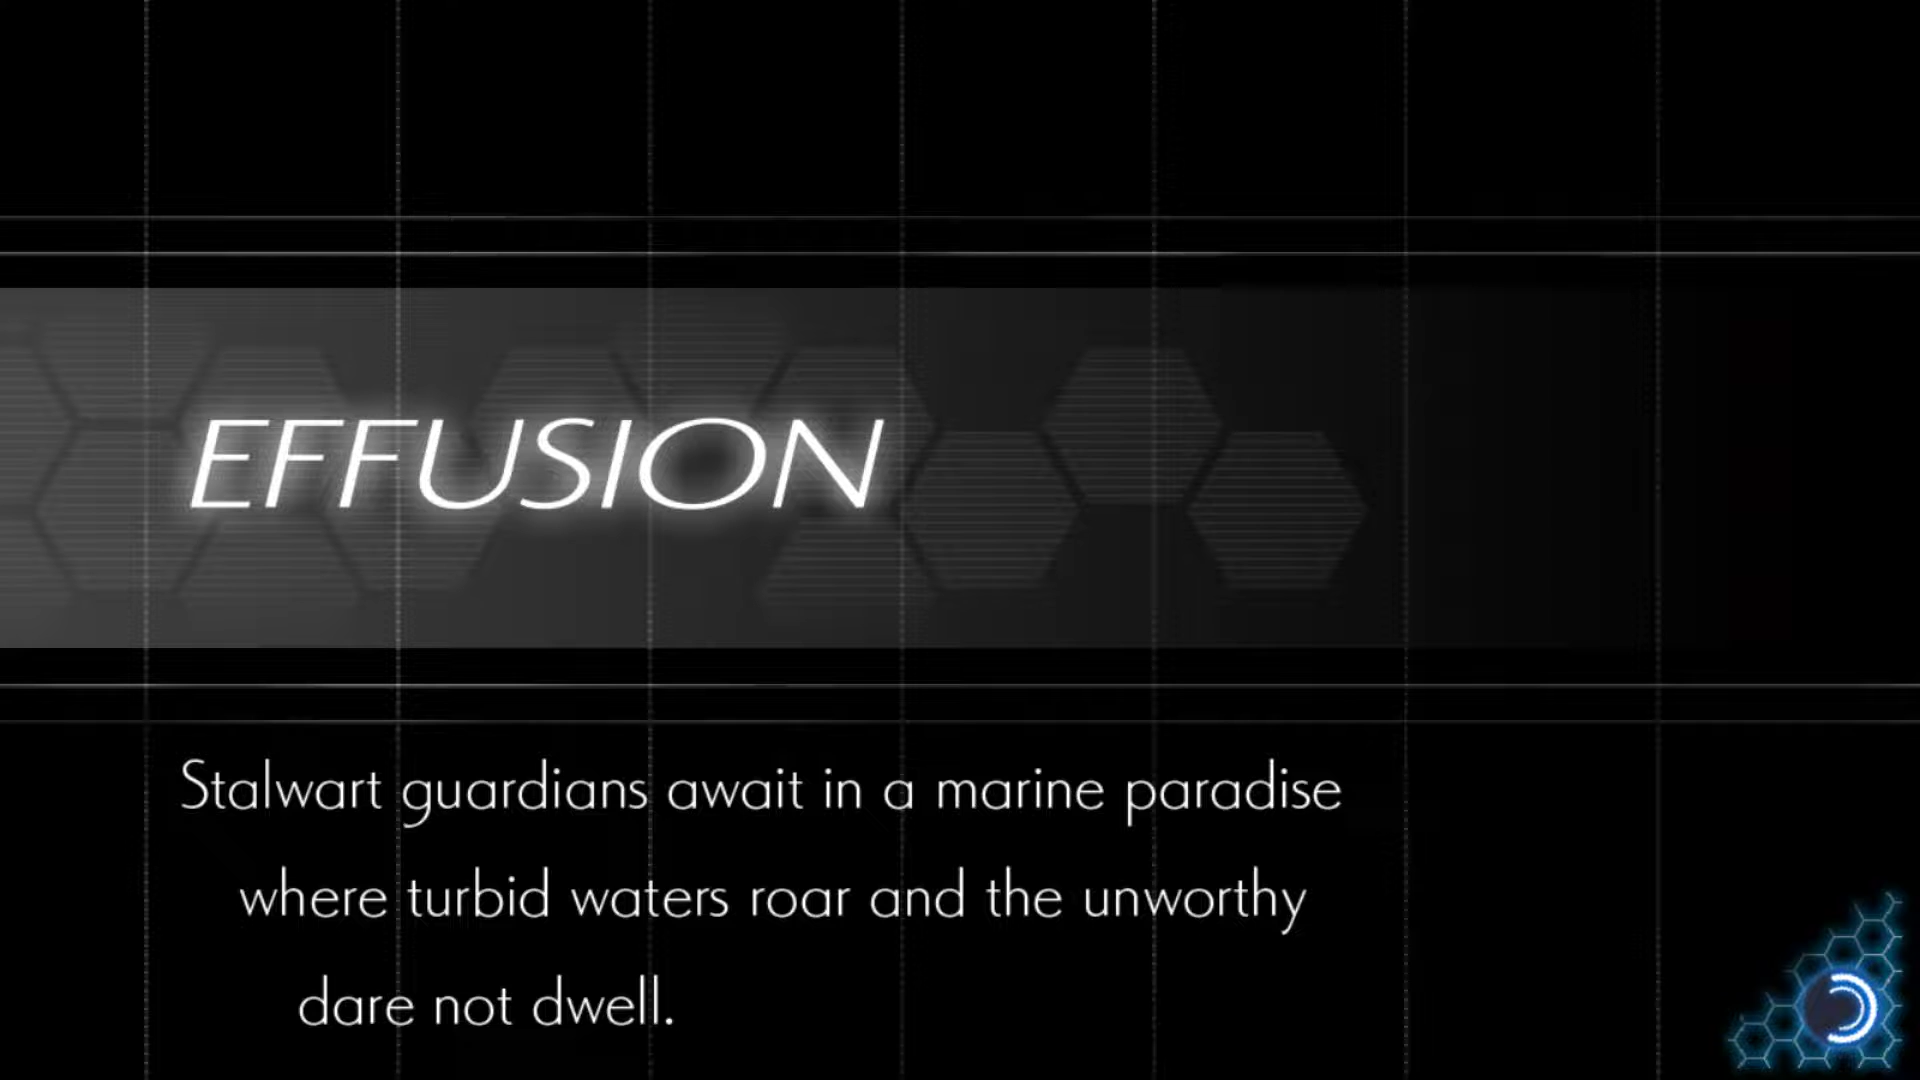 EFFUSION
Stalwart guardians await in a marine paradise
where turbid waters roar and the unworthy
dare not dwell.